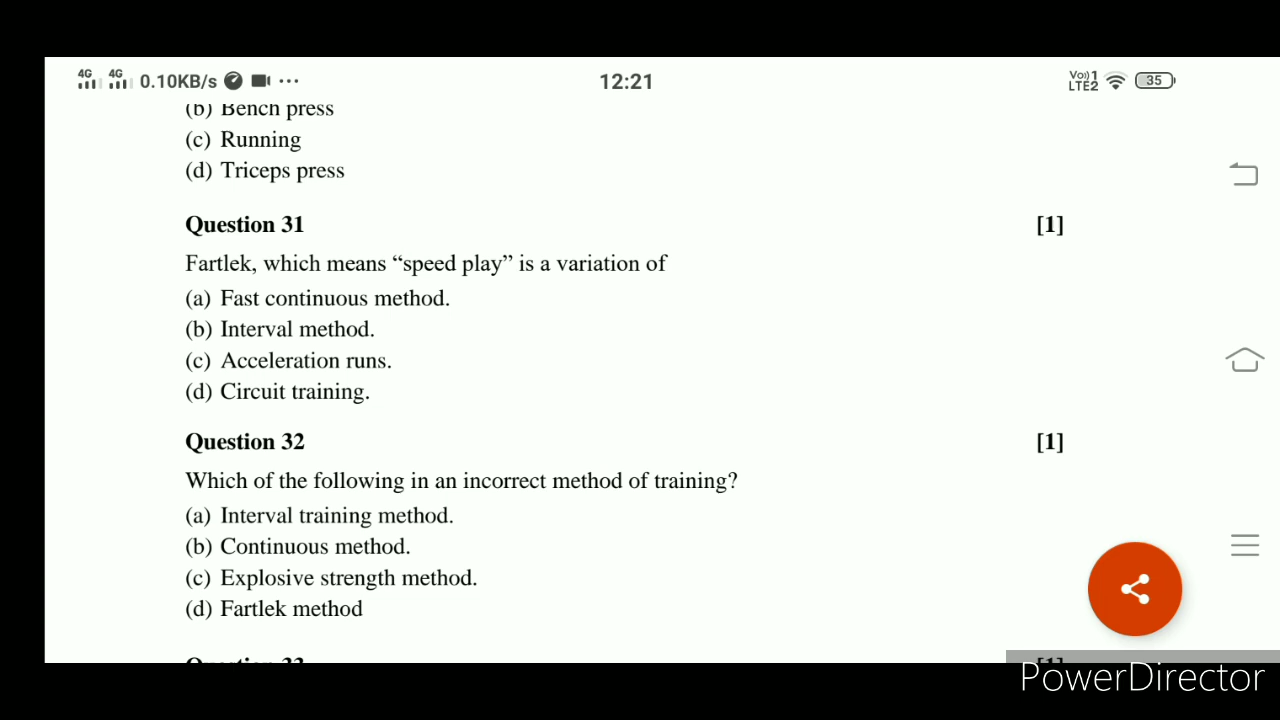 4G 4G 0.10KB/s ... 12:21 Vo)) 1 LTE2 35
(b) Bench press
(c) Running
(d) Triceps press
Question 31 [1]
Fartlek, which means “speed play” is a variation of
(a) Fast continuous method.
(b) Interval method.
(c) Acceleration runs.
(d) Circuit training.
Question 32 [1]
Which of the following in an incorrect method of training?
(a) Interval training method.
(b) Continuous method.
(c) Explosive strength method.
(d) Fartlek method
Question 33 [1]
PowerDirector